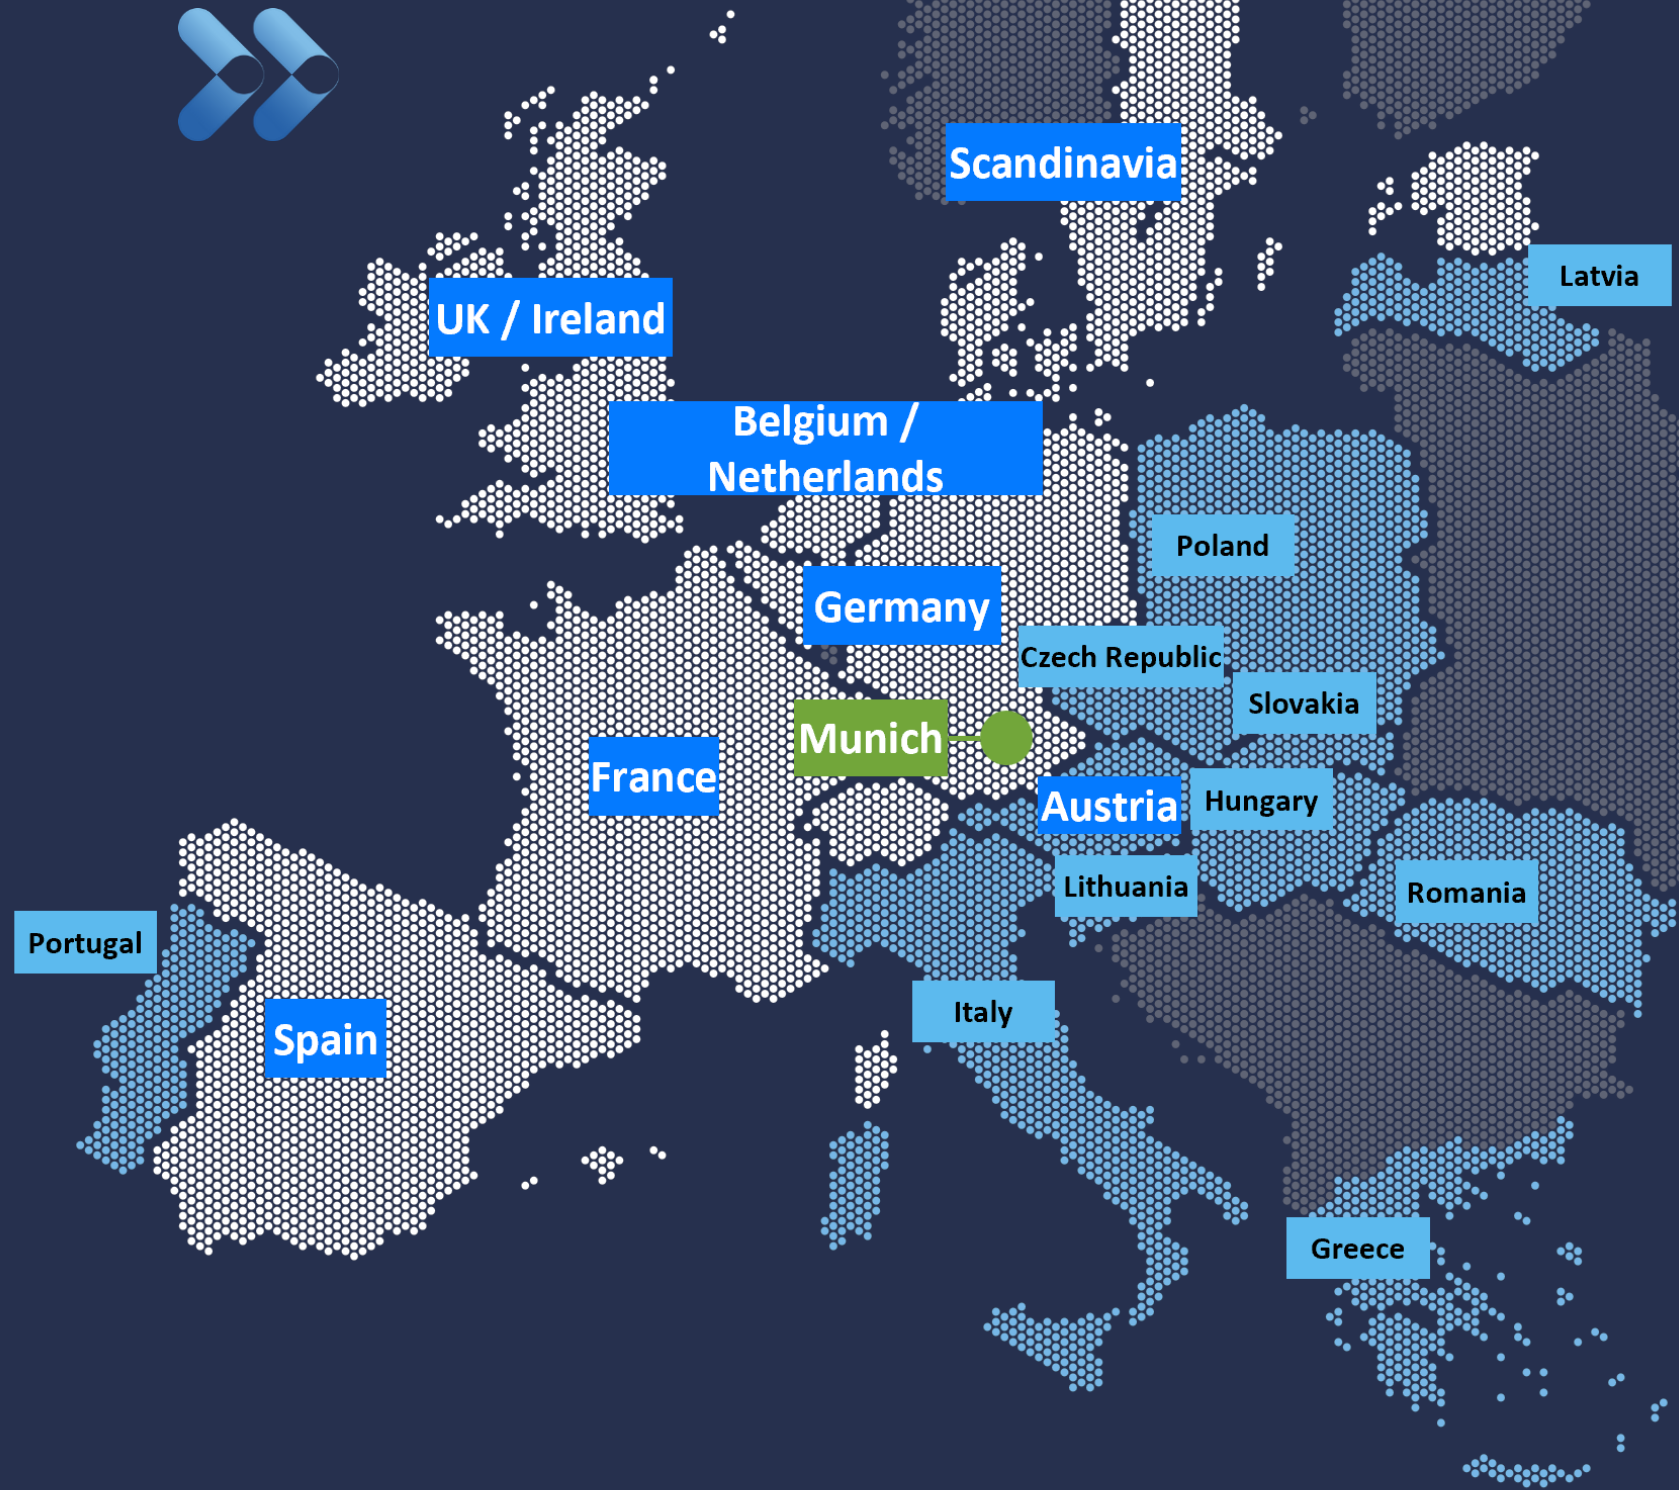 Scandinavia
Latvia
UK / Ireland
Belgium /
Netherlands
Poland
Germany
Czech Republic
Slovakia
Munich
France
Austria
Hungary
Lithuania
Romania
Portugal
Italy
Spain
Greece